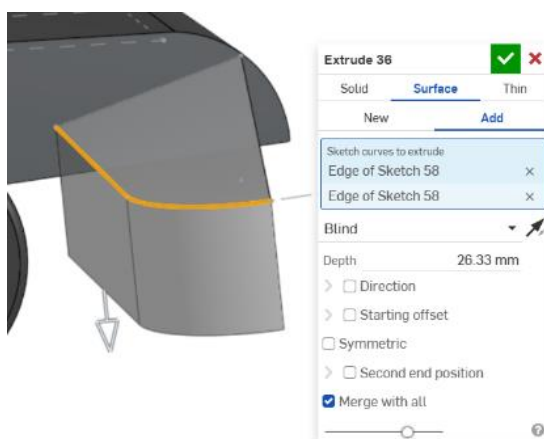 Extrude 36
Solid Surface Thin
New Add
Sketch curves to extrude
Edge of Sketch 58
Edge of Sketch 58
Blind
Depth 26.33 mm
Direction
Starting offset
Symmetric
Second end position
Merge with all